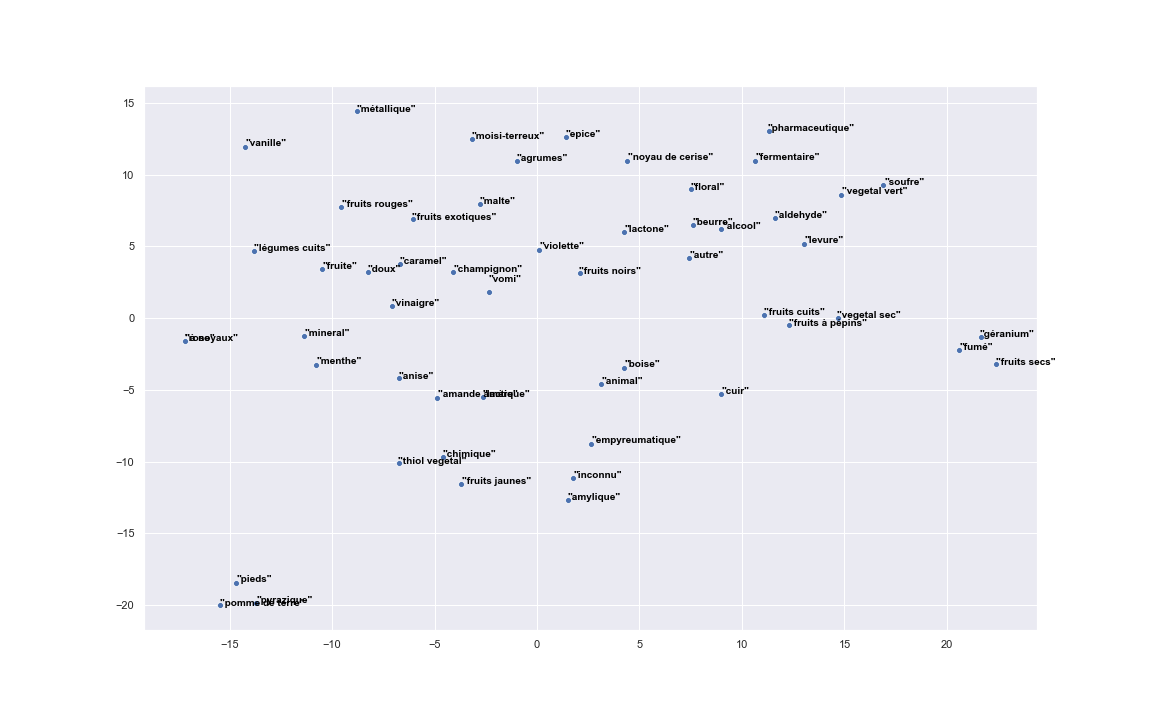 15
10
5
0
−5
−10
−15
−20
"métallique"
"vanille"
"moisi-terreux"
"epice"
"pharmaceutique"
"agrumes"
"noyau de cerise"
"fermentaire"
"soufre"
"vegetal vert"
"floral"
"fruits rouges"
"malte"
"fruits exotiques"
"aldehyde"
"beurre"
"alcool"
"lactone"
"levure"
"légumes cuits"
"violette"
"autre"
"fruite"
"doux"
"caramel"
"champignon"
"vomi"
"fruits noirs"
"vinaigre"
"fruits cuits"
"fruits à pépins"
"vegetal sec"
"mineral"
"géranium"
"fumé"
"fruits secs"
"menthe"
"boise"
"anise"
"animal"
"amande amère"
"cuir"
"empyreumatique"
"chimique"
"thiol vegetal"
"fruits jaunes"
"inconnu"
"amylique"
"pieds"
"pyrazique"
"pomme de terre"
−15 −10 −5 0 5 10 15 20